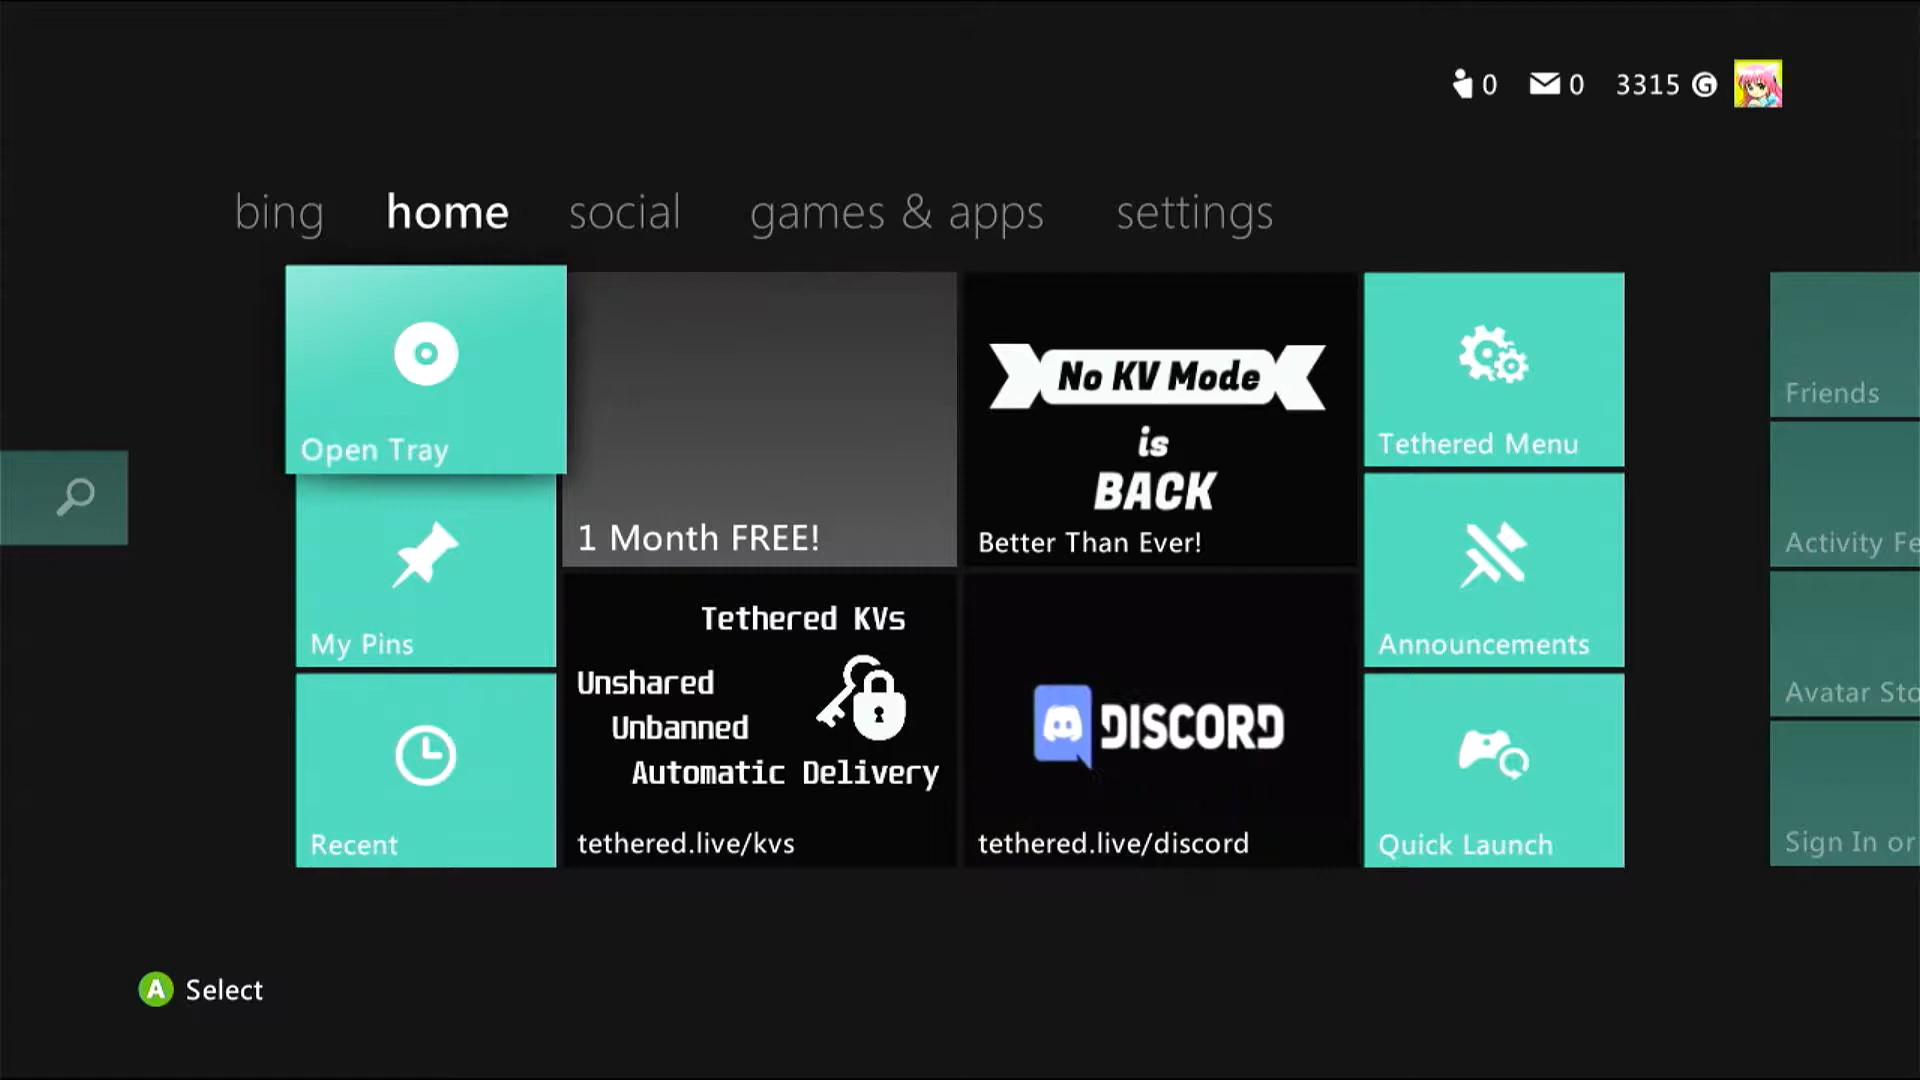 0 0 3315 G
bing home social games & apps settings
Open Tray
My Pins
Recent
1 Month FREE!
No KV Mode
is
BACK
Better Than Ever!
Tethered KVs
Unshared
Unbanned
Automatic Delivery
tethered.live/kvs
DISCORD
tethered.live/discord
Tethered Menu
Announcements
Quick Launch
Friends
Activity Fe
Avatar Sto
Sign In or
A Select